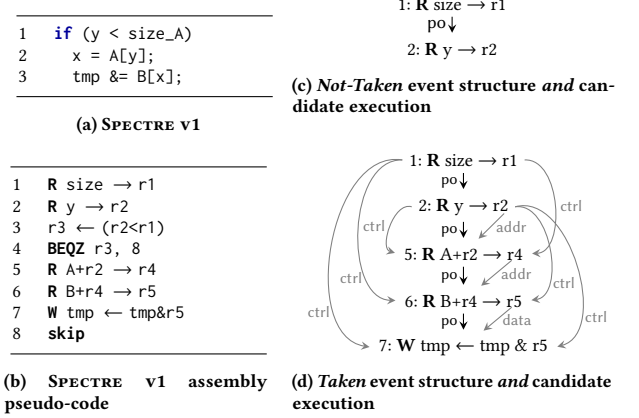 1 if (y < size_A)
2 x = A[y];
3 tmp &= B[x];
(a) SPECTRE V1
1 R size → r1
2 R y → r2
3 r3 ← (r2<r1)
4 BEQZ r3, 8
5 R A+r2 → r4
6 R B+r4 → r5
7 W tmp ← tmp&r5
8 skip
(b) SPECTRE V1 assembly
pseudo-code
1: R size → r1
po↓
2: R y → r2
(c) Not-Taken event structure and can-
didate execution
1: R size → r1
po↓
2: R y → r2
ctrl
ctrl
po↓
addr
5: R A+r2 → r4
ctrl
po↓
addr
ctrl
6: R B+r4 → r5
ctrl
po↓
data
ctrl
7: W tmp ← tmp & r5
(d) Taken event structure and candidate
execution